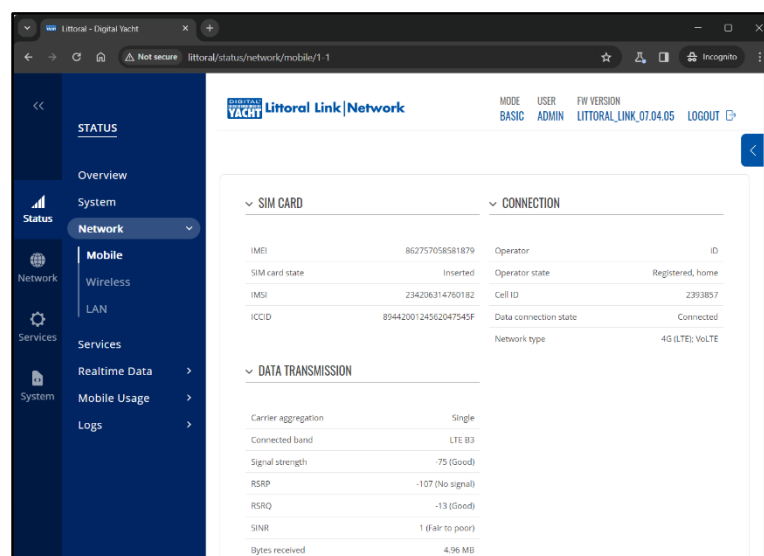 Littoral - Digital Yacht
Not secure littoral/status/network/mobile/1-1
Incognito
DIGITAL YACHT Littoral Link|Network
MODE USER FW VERSION
BASIC ADMIN LITTORAL_LINK_07.04.05 LOGOUT
STATUS
Overview
System
Network
Mobile
Wireless
LAN
Services
Realtime Data
Mobile Usage
Logs
Status
Network
Services
System
SIM CARD
IMEI 862757058581879
SIM card state Inserted
IMSI 234206314760182
ICCID 8944200124562047545F
CONNECTION
Operator iD
Operator state Registered, home
Cell ID 2393857
Data connection state Connected
Network type 4G (LTE); VoLTE
DATA TRANSMISSION
Carrier aggregation Single
Connected band LTE B3
Signal strength -75 (Good)
RSRP -107 (No signal)
RSRQ -13 (Good)
SINR 1 (Fair to poor)
Bytes received 4.96 MB